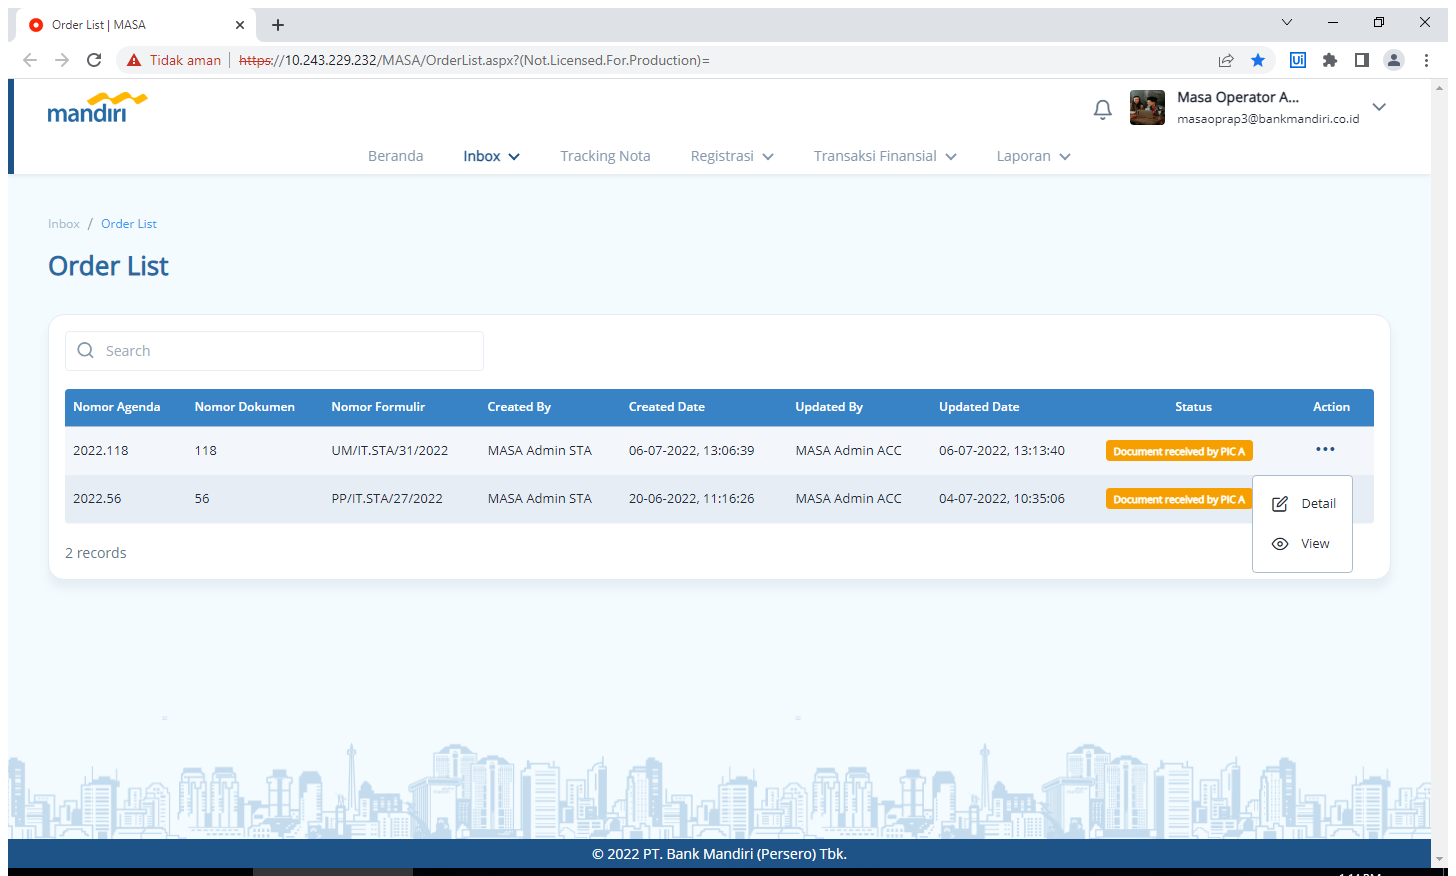 Order List | MASA
Tidak aman | https://10.243.229.232/MASA/OrderList.aspx?(Not.Licensed.For.Production)=
Ui
mandiri
Masa Operator A...
masaoprap3@bankmandiri.co.id
Beranda Inbox Tracking Nota Registrasi Transaksi Finansial Laporan
Inbox / Order List
Order List
Search
Nomor Agenda Nomor Dokumen Nomor Formulir Created By Created Date Updated By Updated Date Status Action
2022.118 118 UM/IT.STA/31/2022 MASA Admin STA 06-07-2022, 13:06:39 MASA Admin ACC 06-07-2022, 13:13:40 Document received by PIC A
2022.56 56 PP/IT.STA/27/2022 MASA Admin STA 20-06-2022, 11:16:26 MASA Admin ACC 04-07-2022, 10:35:06 Document received by PIC A
Detail
View
2 records
© 2022 PT. Bank Mandiri (Persero) Tbk.